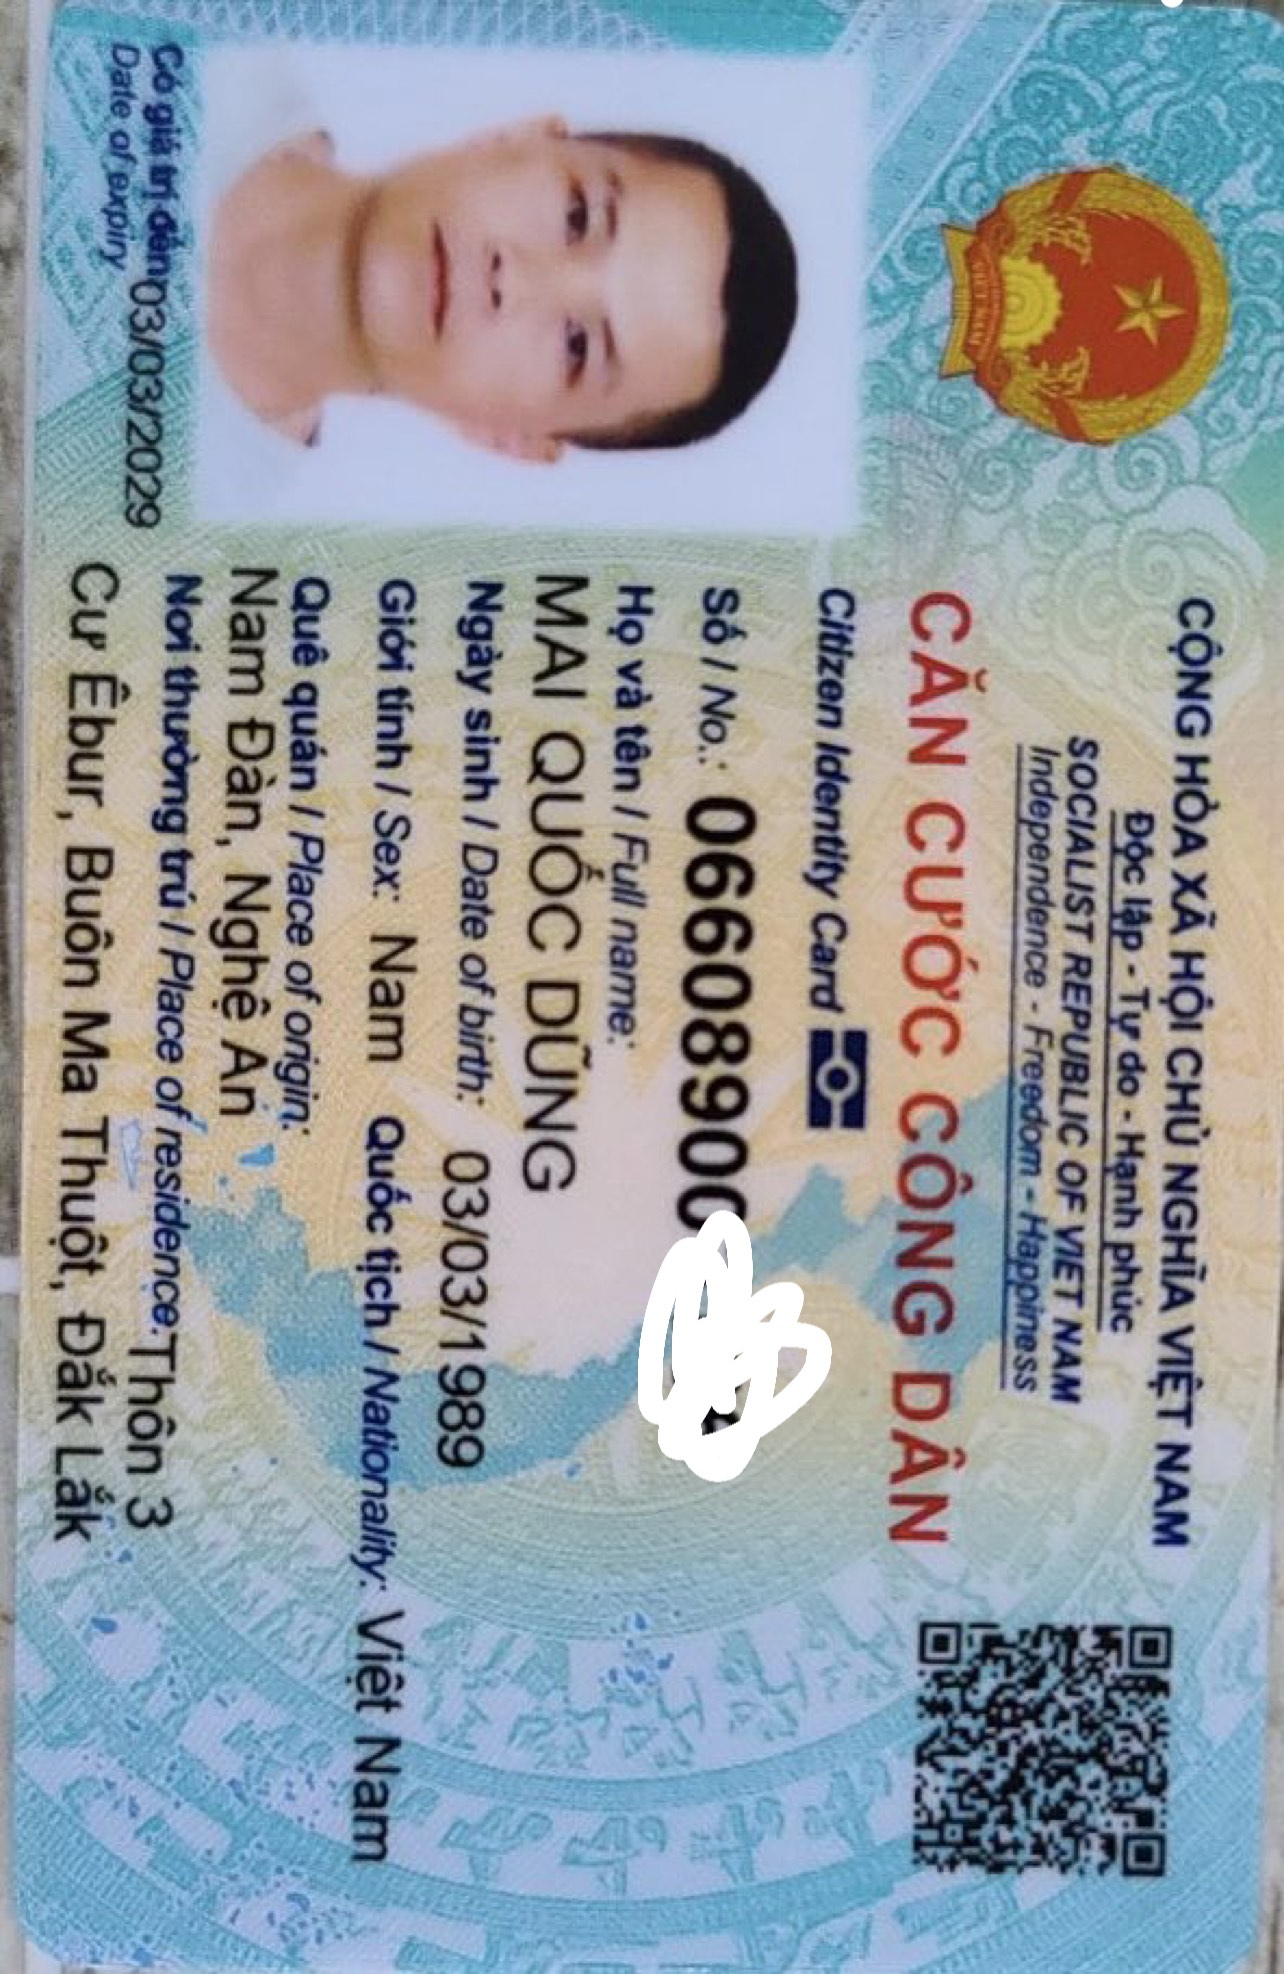 CỘNG HÒA XÃ HỘI CHỦ NGHĨA VIỆT NAM
Độc lập - Tự do - Hạnh phúc
SOCIALIST REPUBLIC OF VIET NAM
Independence - Freedom - Happiness
CĂN CƯỚC CÔNG DÂN
Citizen Identity Card
Số / No.: 06608900
Họ và tên / Full name:
MAI QUỐC DŨNG
Ngày sinh / Date of birth: 03/03/1989
Giới tính / Sex: Nam Quốc tịch / Nationality: Việt Nam
Quê quán / Place of origin:
Nam Đàn, Nghệ An
Nơi thường trú / Place of residence: Thôn 3
Cư Êbur, Buôn Ma Thuột, Đắk Lắk
Có giá trị đến 03/03/2029
Date of expiry
VIỆT NAM